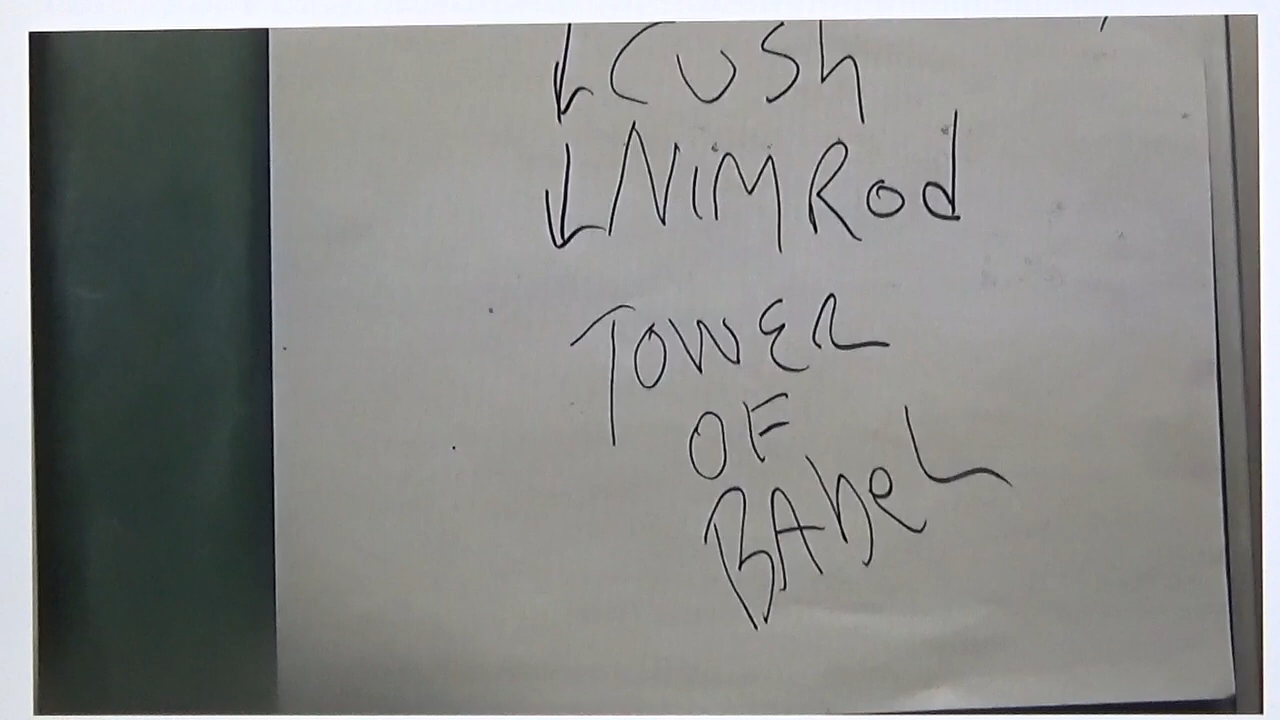 ↓ Cush
↓ NiMRod
TOWER
OF
BAbeL